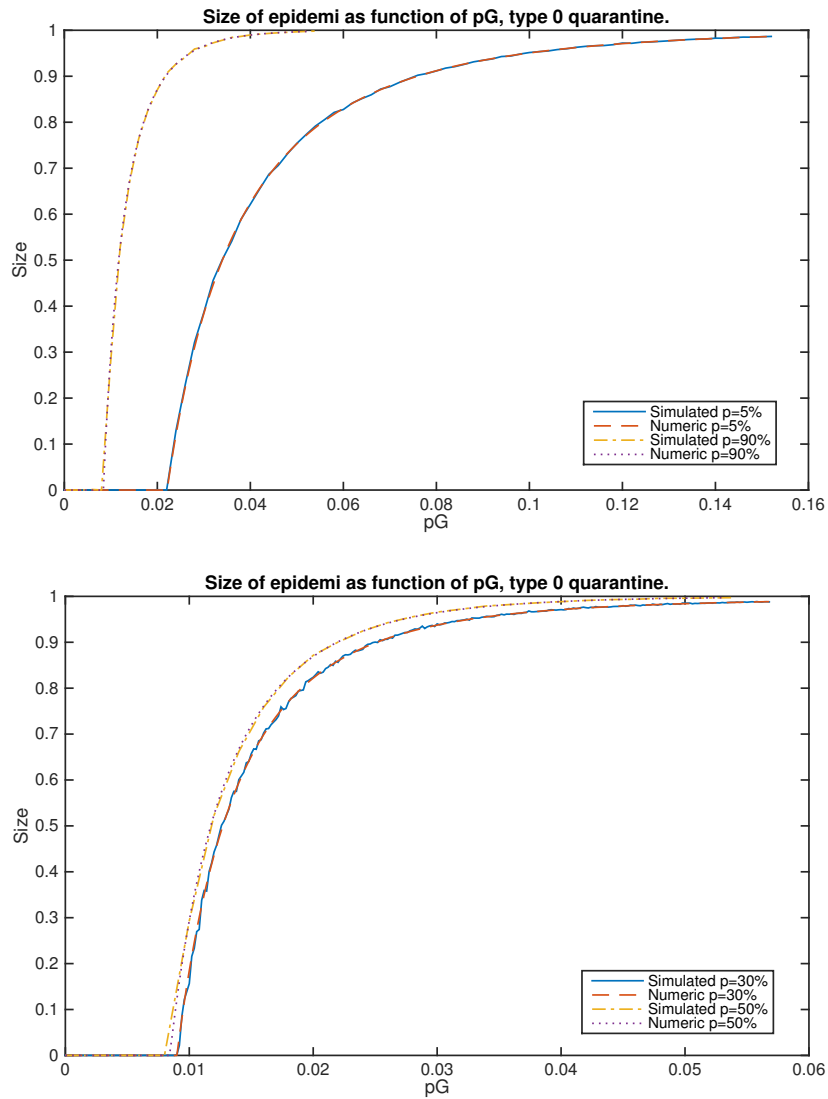 Size of epidemi as function of pG, type 0 quarantine.
1
0.9
0.8
0.7
0.6
0.5
0.4
0.3
0.2
0.1
0
Size
0 0.02 0.04 0.06 0.08 0.1 0.12 0.14 0.16
pG
Simulated p=5%
Numeric p=5%
Simulated p=90%
Numeric p=90%
Size of epidemi as function of pG, type 0 quarantine.
1
0.9
0.8
0.7
0.6
0.5
0.4
0.3
0.2
0.1
0
Size
0 0.01 0.02 0.03 0.04 0.05 0.06
pG
Simulated p=30%
Numeric p=30%
Simulated p=50%
Numeric p=50%